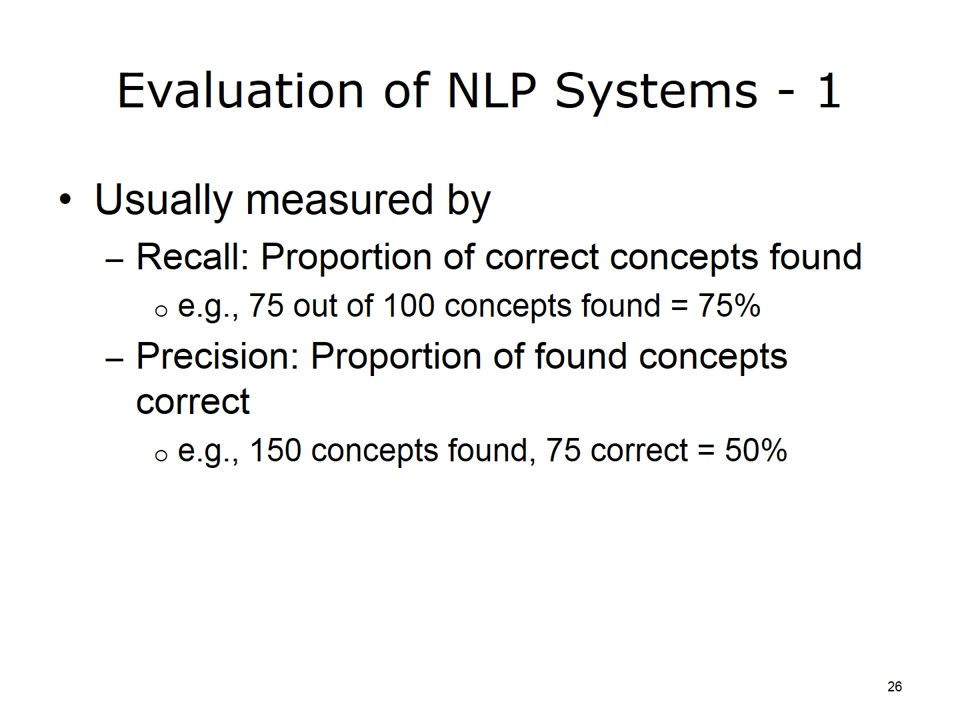 Evaluation of NLP Systems - 1
• Usually measured by
– Recall: Proportion of correct concepts found
o e.g., 75 out of 100 concepts found = 75%
– Precision: Proportion of found concepts
correct
o e.g., 150 concepts found, 75 correct = 50%
26